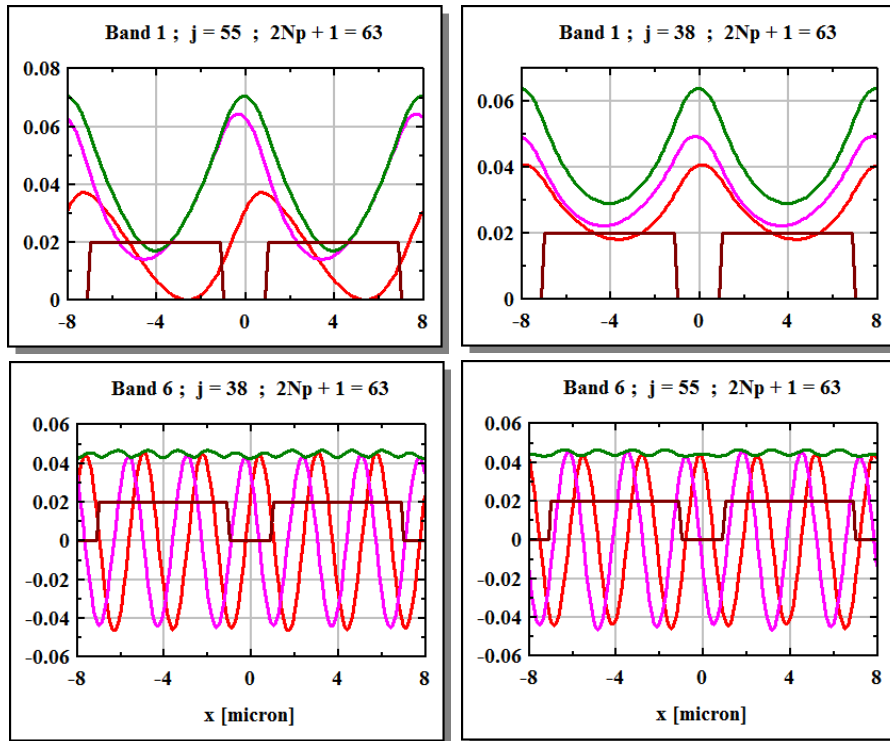 Band 1 ; j = 55 ; 2Np + 1 = 63
0.08
0.06
0.04
0.02
0
-8 -4 0 4 8
Band 1 ; j = 38 ; 2Np + 1 = 63
0.06
0.04
0.02
0
-8 -4 0 4 8
Band 6 ; j = 38 ; 2Np + 1 = 63
0.06
0.04
0.02
0
-0.02
-0.04
-0.06
-8 -4 0 4 8
x [micron]
Band 6 ; j = 55 ; 2Np + 1 = 63
0.06
0.04
0.02
0
-0.02
-0.04
-0.06
-8 -4 0 4 8
x [micron]